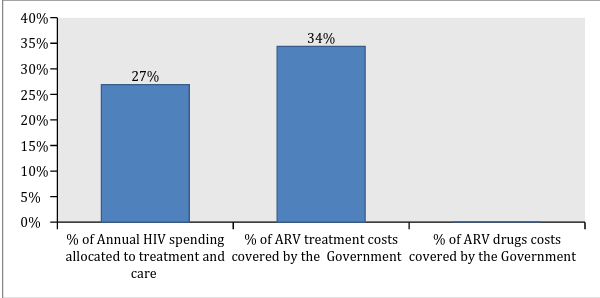 40%
35%
30%
25%
20%
15%
10%
5%
0%
27%
34%
% of Annual HIV spending
allocated to treatment and
care
% of ARV treatment costs
covered by the Government
% of ARV drugs costs
covered by the Government